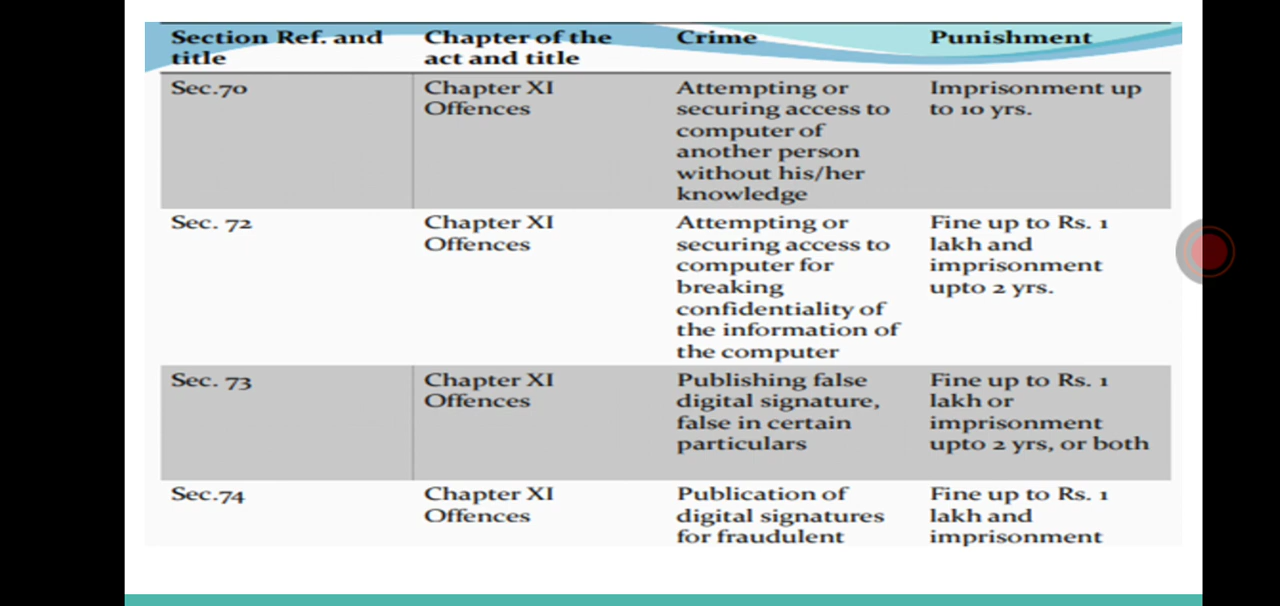 Section Ref. and title
Chapter of the act and title
Crime
Punishment
Sec.70
Chapter XI
Offences
Attempting or
securing access to
computer of
another person
without his/her
knowledge
Imprisonment up
to 10 yrs.
Sec. 72
Chapter XI
Offences
Attempting or
securing access to
computer for
breaking
confidentiality of
the information of
the computer
Fine up to Rs. 1
lakh and
imprisonment
upto 2 yrs.
Sec. 73
Chapter XI
Offences
Publishing false
digital signature,
false in certain
particulars
Fine up to Rs. 1
lakh or
imprisonment
upto 2 yrs, or both
Sec.74
Chapter XI
Offences
Publication of
digital signatures
for fraudulent
Fine up to Rs. 1
lakh and
imprisonment